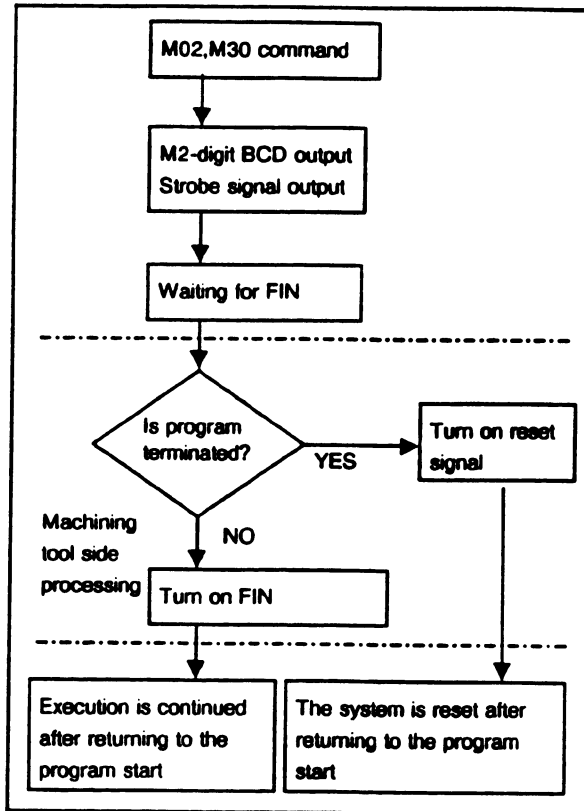 M02,M30 command
M2-digit BCD output
Strobe signal output
Waiting for FIN
Is program
terminated?
YES
Turn on reset
signal
NO
Machining
tool side
processing
Turn on FIN
Execution is continued
after returning to the
program start
The system is reset after
returning to the program
start